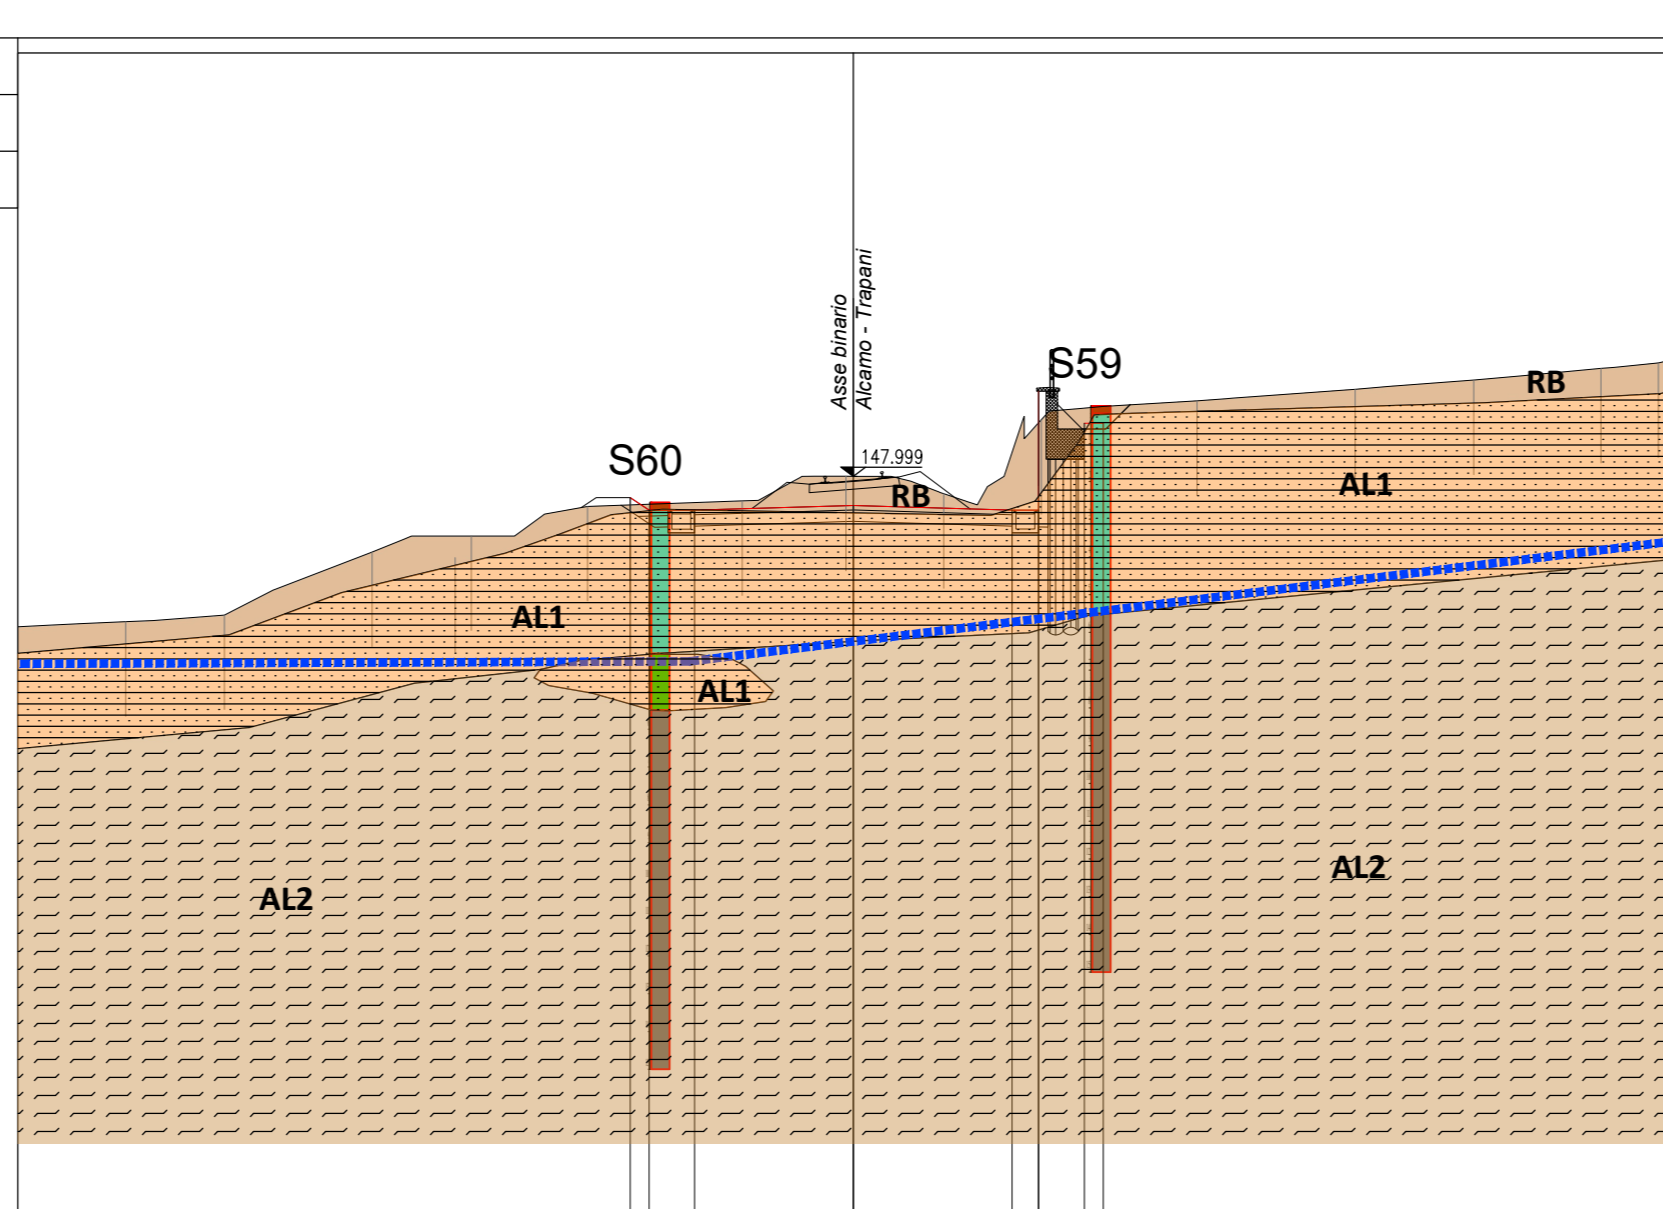 Asse binario
Alcamo - Trapani
S59
RB
S60
147.999
RB
AL1
AL1
AL1
AL2
AL2